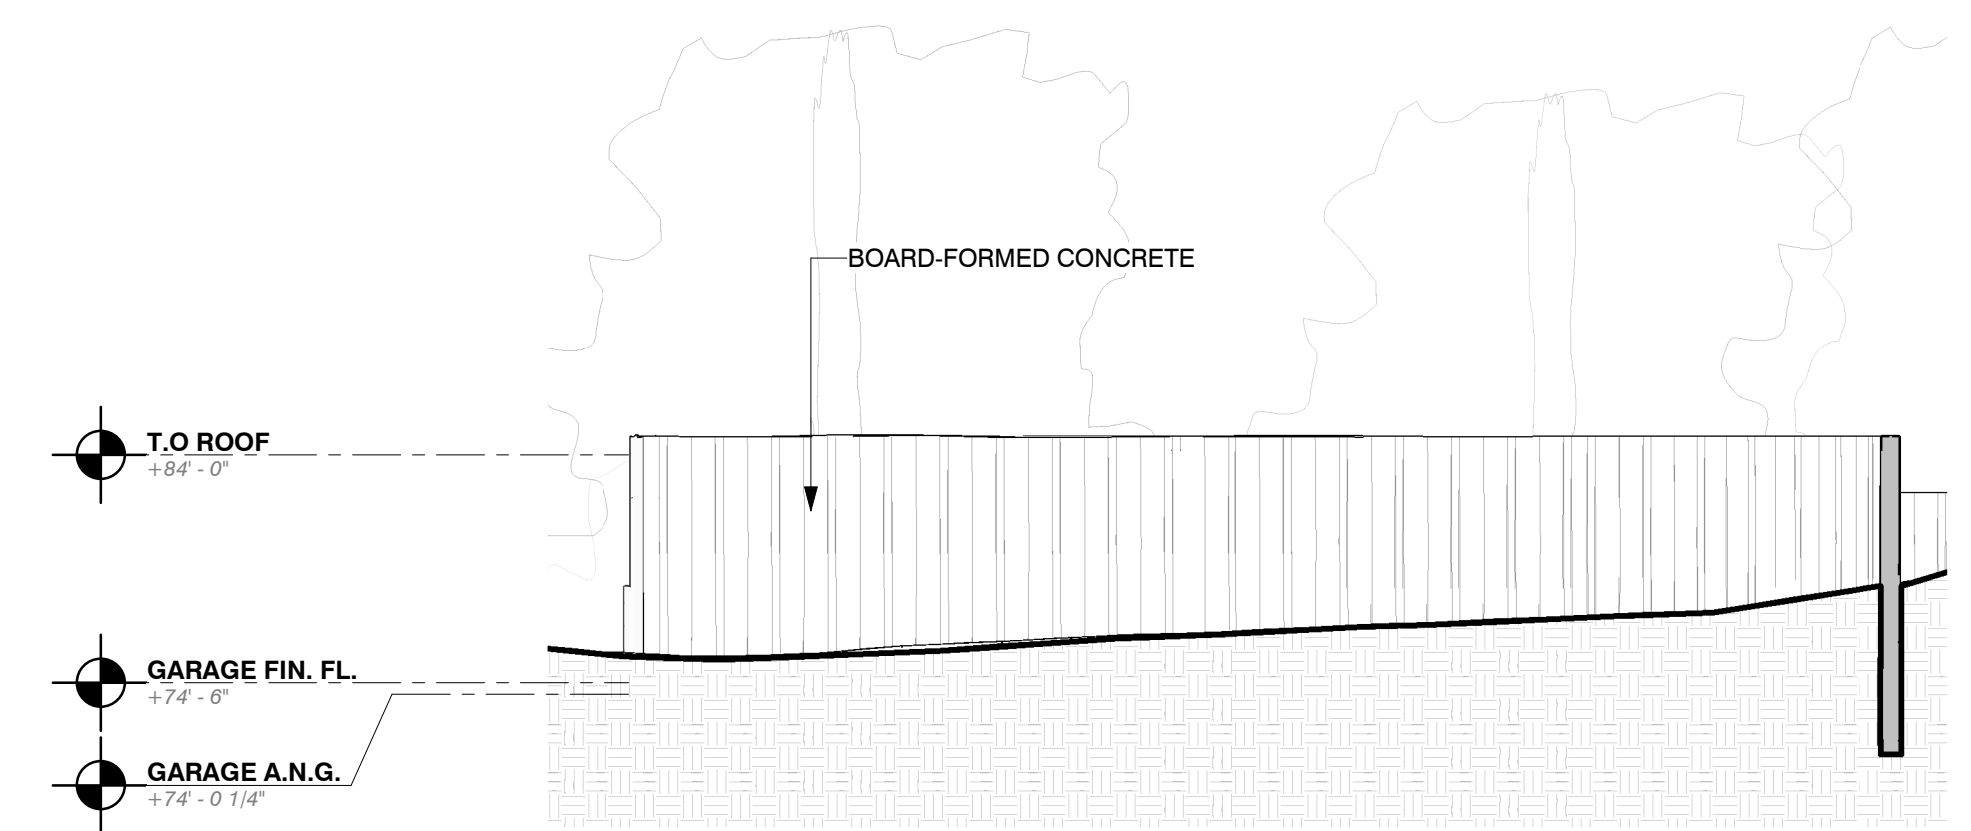 BOARD-FORMED CONCRETE
T.O ROOF
+84' - 0"
GARAGE FIN. FL.
+74' - 6"
GARAGE A.N.G.
+74' - 0 1/4"